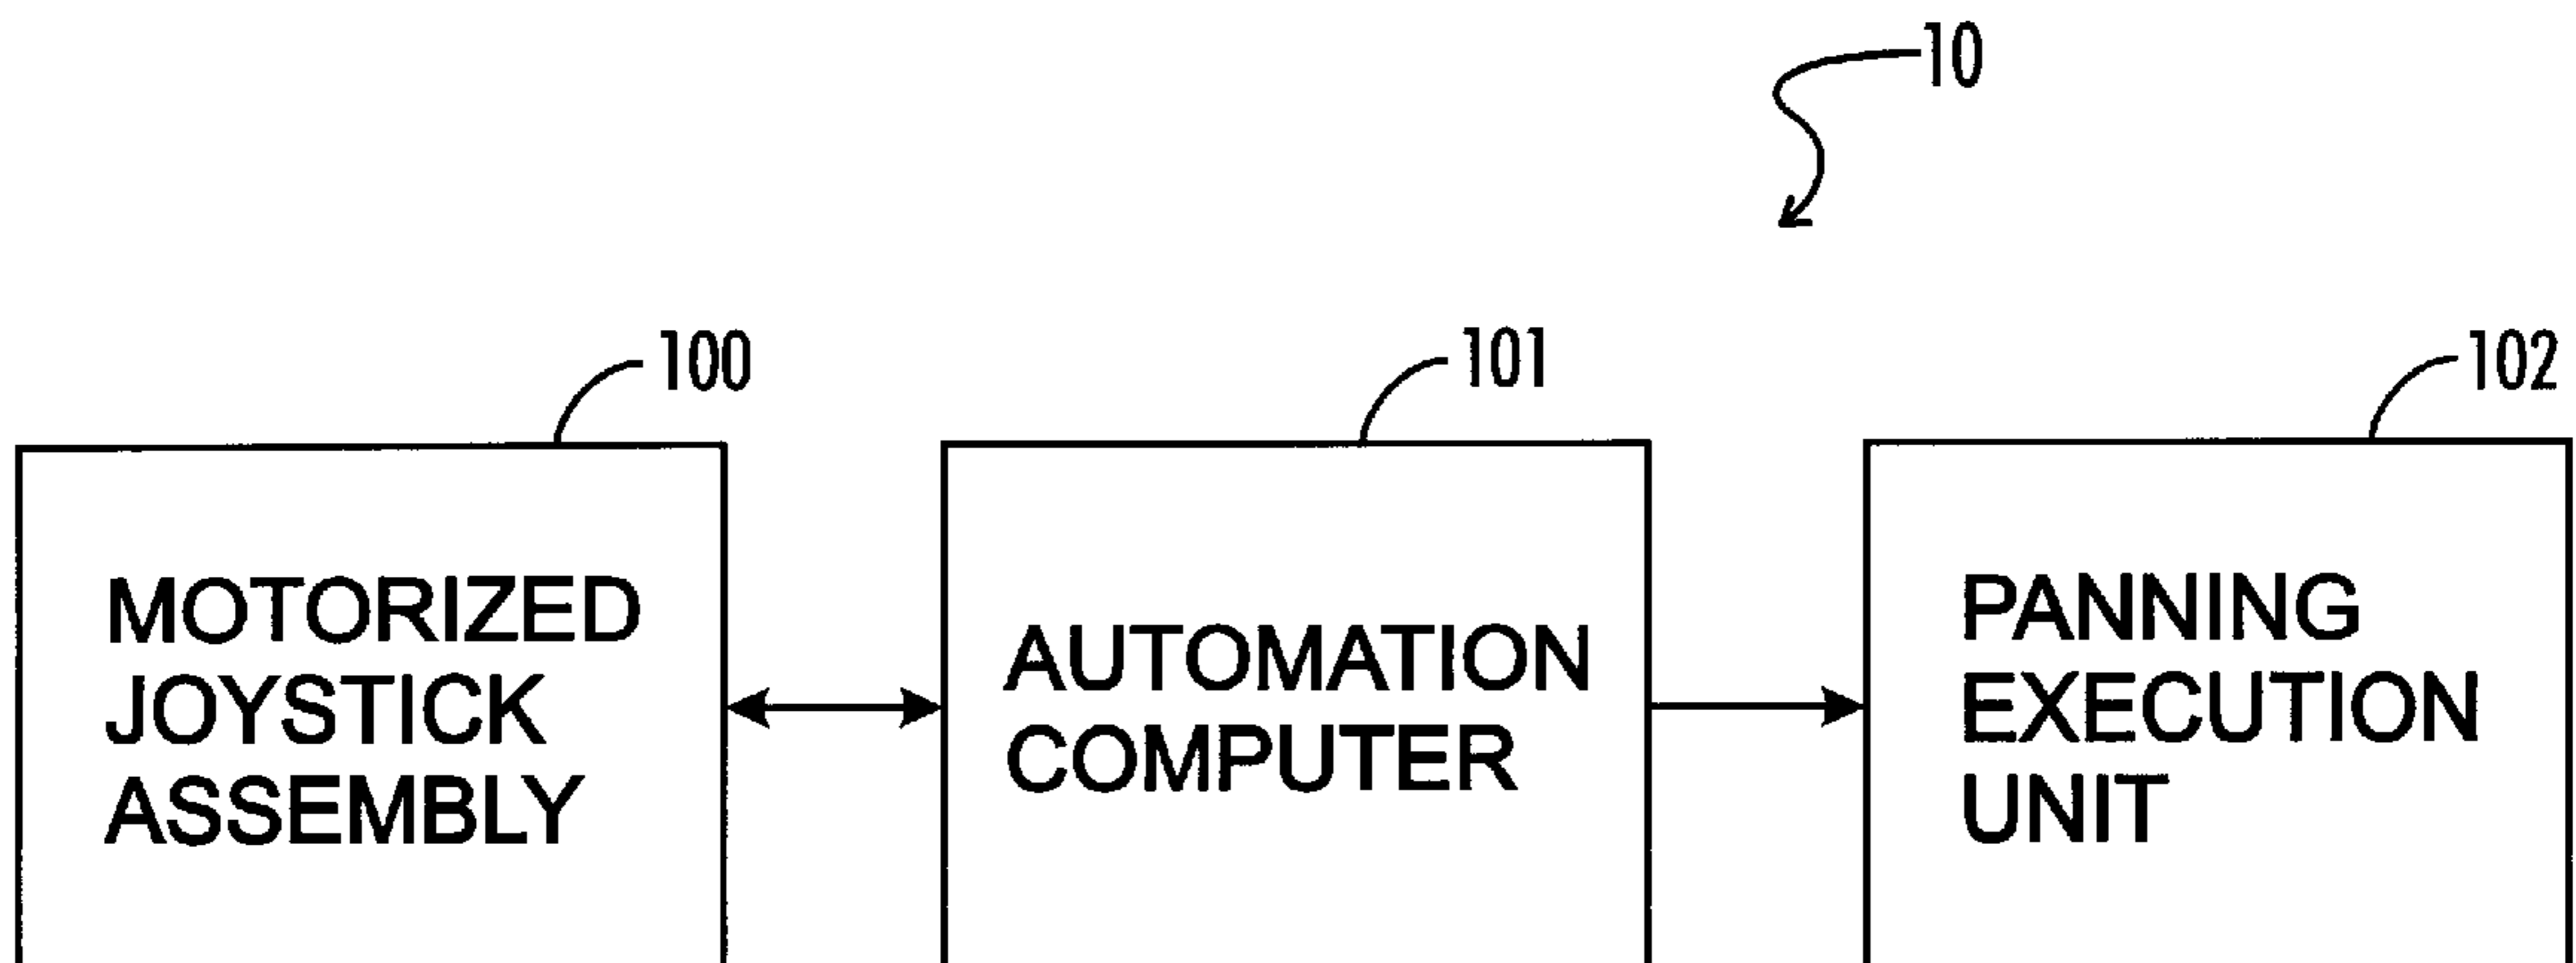 10
100
101
102
MOTORIZED
JOYSTICK
ASSEMBLY
AUTOMATION
COMPUTER
PANNING
EXECUTION
UNIT